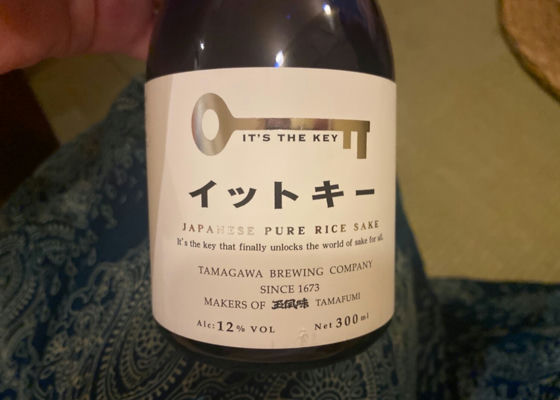 IT'S THE KEY
イットキー
JAPANESE PURE RICE SAKE
It's the key that finally unlocks the world of sake for all.
TAMAGAWA BREWING COMPANY
SINCE 1673
MAKERS OF 玉風味 TAMAFUMI
Alc: 12% VOL Net 300ml